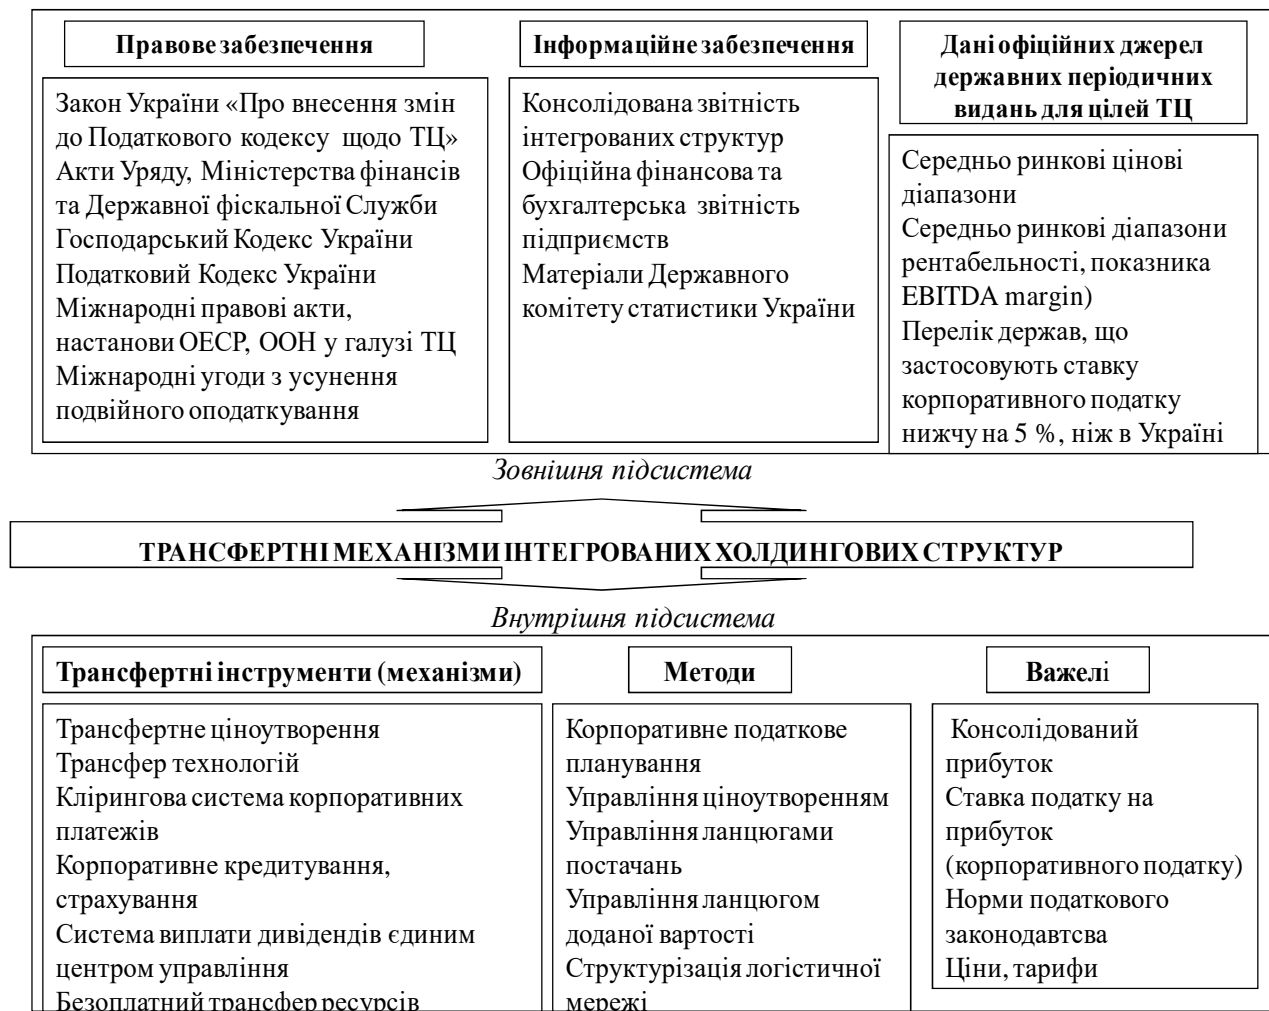 Правове забезпечення
Закон України «Про внесення змін
до Податкового кодексу щодо ТЦ»
Акти Уряду, Міністерства фінансів
та Державної фіскальної Служби
Господарський Кодекс України
Податковий Кодекс України
Міжнародні правові акти,
настанови ОЕСР, ООН у галузі ТЦ
Міжнародні угоди з усунення
подвійного оподаткування
Інформаційне забезпечення
Консолідована звітність
інтегрованих структур
Офіційна фінансова та
бухгалтерська звітність
підприємств
Матеріали Державного
комітету статистики України
Дані офіційних джерел
державних періодичних
видань для цілей ТЦ
Середньо ринкові цінові
діапазони
Середньо ринкові діапазони
рентабельності, показника
EBITDA margin)
Перелік держав, що
застосовують ставку
корпоративного податку
нижчу на 5 %, ніж в Україні
Зовнішня підсистема
ТРАНСФЕРТНІ МЕХАНІЗМИ ІНТЕГРОВАНИХ ХОЛДИНГОВИХ СТРУКТУР
Внутрішня підсистема
Трансфертні інструменти (механізми)
Трансфертне ціноутворення
Трансфер технологій
Клірингова система корпоративних
платежів
Корпоративне кредитування,
страхування
Система виплати дивідендів єдиним
центром управління
Безоплатний трансфер ресурсів
Методи
Корпоративне податкове
планування
Управління ціноутворенням
Управління ланцюгами
постачань
Управління ланцюгом
доданої вартості
Структурізація логістичної
мережі
Важелі
Консолідований
прибуток
Ставка податку на
прибуток
(корпоративного податку)
Норми податкового
законодавтсва
Ціни, тарифи